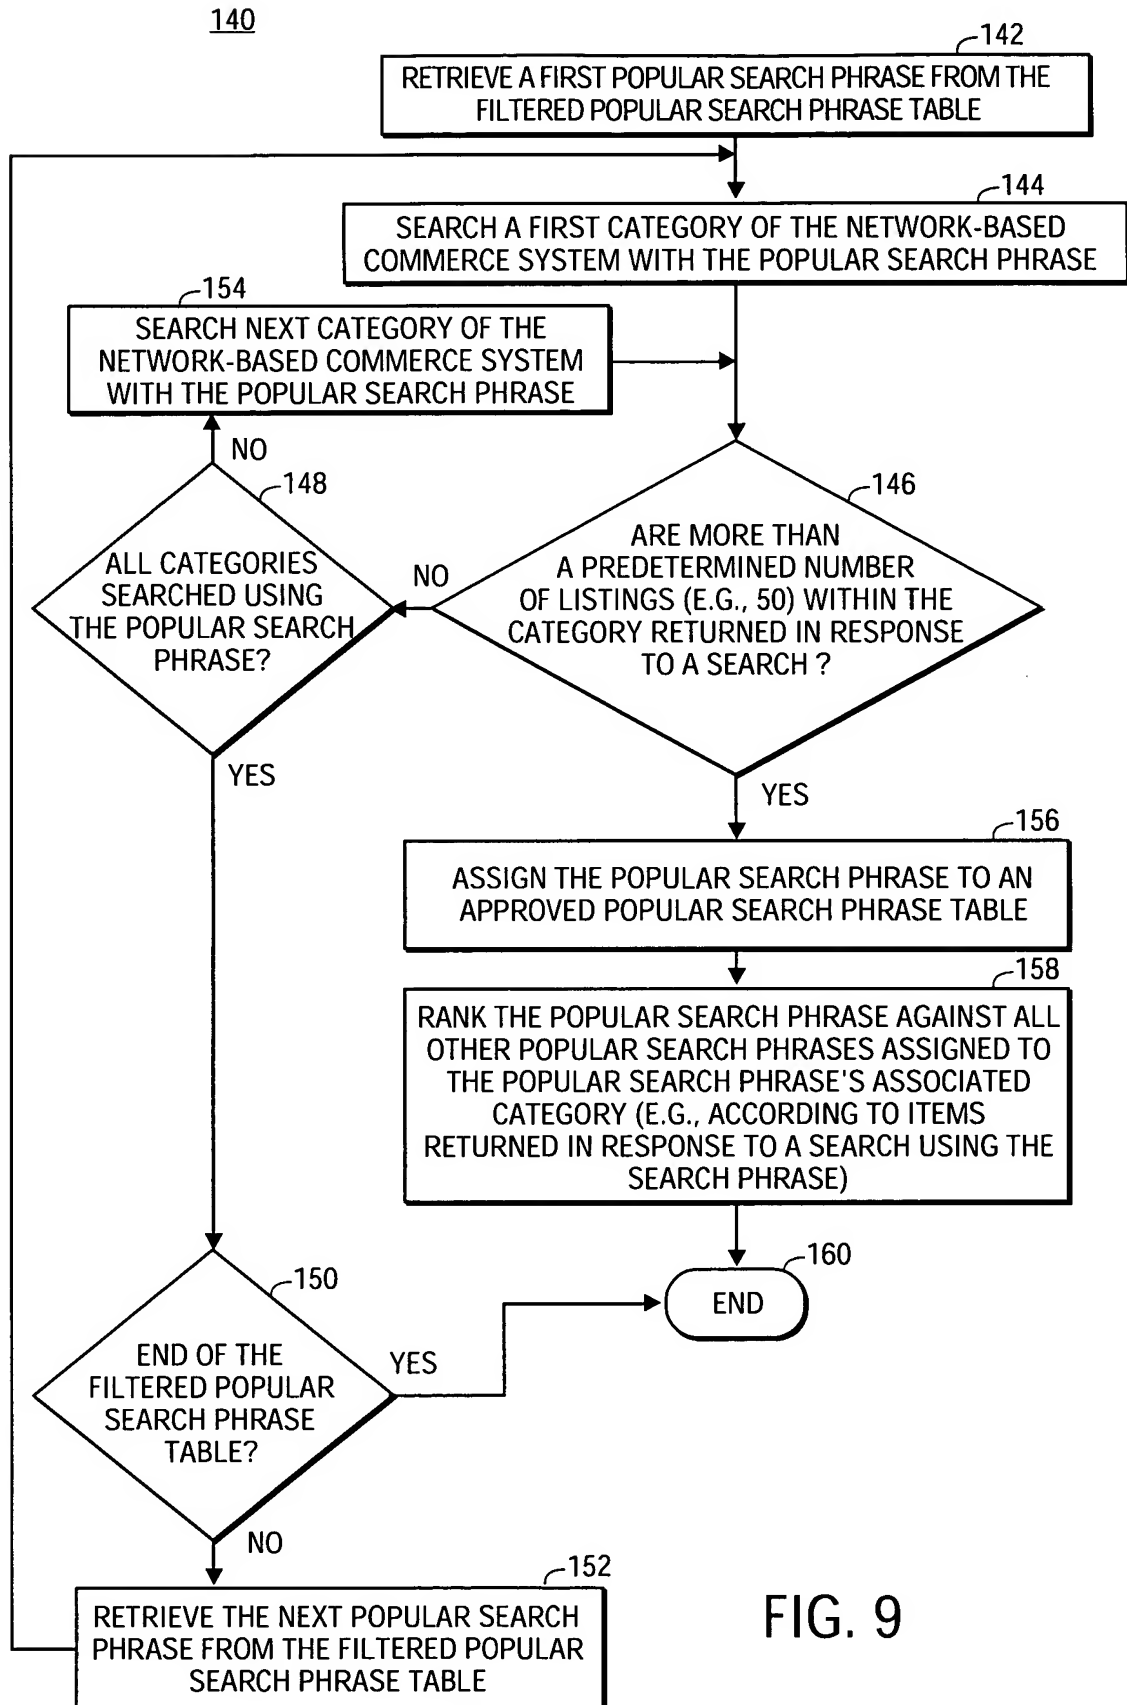 140
142
RETRIEVE A FIRST POPULAR SEARCH PHRASE FROM THE
FILTERED POPULAR SEARCH PHRASE TABLE
144
SEARCH A FIRST CATEGORY OF THE NETWORK-BASED
COMMERCE SYSTEM WITH THE POPULAR SEARCH PHRASE
154
SEARCH NEXT CATEGORY OF THE
NETWORK-BASED COMMERCE SYSTEM
WITH THE POPULAR SEARCH PHRASE
NO
148
ALL CATEGORIES
SEARCHED USING
THE POPULAR SEARCH
PHRASE?
NO
146
ARE MORE THAN
A PREDETERMINED NUMBER
OF LISTINGS (E.G., 50) WITHIN THE
CATEGORY RETURNED IN RESPONSE
TO A SEARCH ?
YES
YES
156
ASSIGN THE POPULAR SEARCH PHRASE TO AN
APPROVED POPULAR SEARCH PHRASE TABLE
158
RANK THE POPULAR SEARCH PHRASE AGAINST ALL
OTHER POPULAR SEARCH PHRASES ASSIGNED TO
THE POPULAR SEARCH PHRASE'S ASSOCIATED
CATEGORY (E.G., ACCORDING TO ITEMS
RETURNED IN RESPONSE TO A SEARCH USING THE
SEARCH PHRASE)
160
END
150
END OF THE
FILTERED POPULAR
SEARCH PHRASE
TABLE?
YES
NO
152
RETRIEVE THE NEXT POPULAR SEARCH
PHRASE FROM THE FILTERED POPULAR
SEARCH PHRASE TABLE
FIG. 9